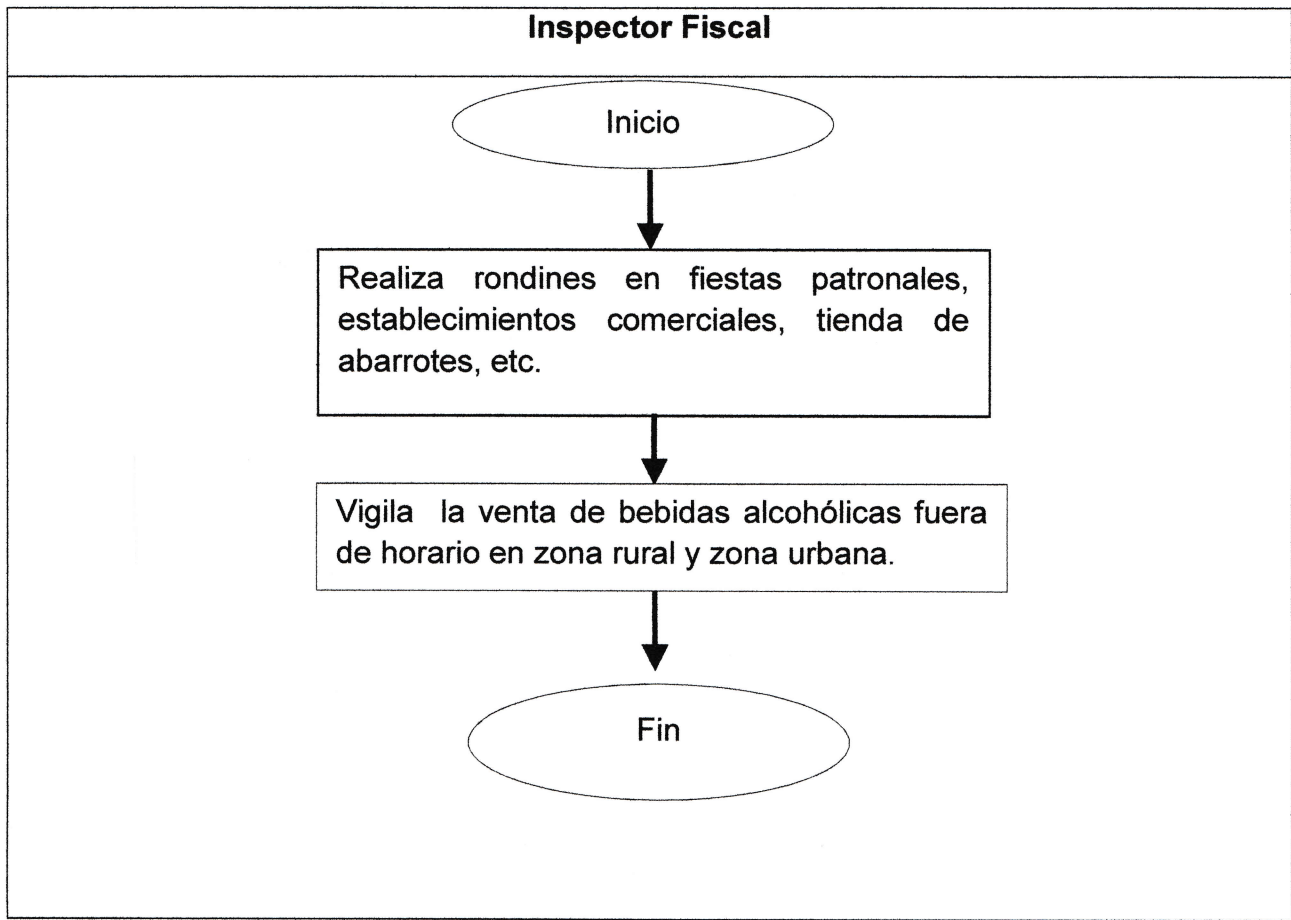 Inspector Fiscal
Inicio
Realiza rondines en fiestas patronales,
establecimientos comerciales, tienda de
abarrotes, etc.
Vigila la venta de bebidas alcohólicas fuera
de horario en zona rural y zona urbana.
Fin